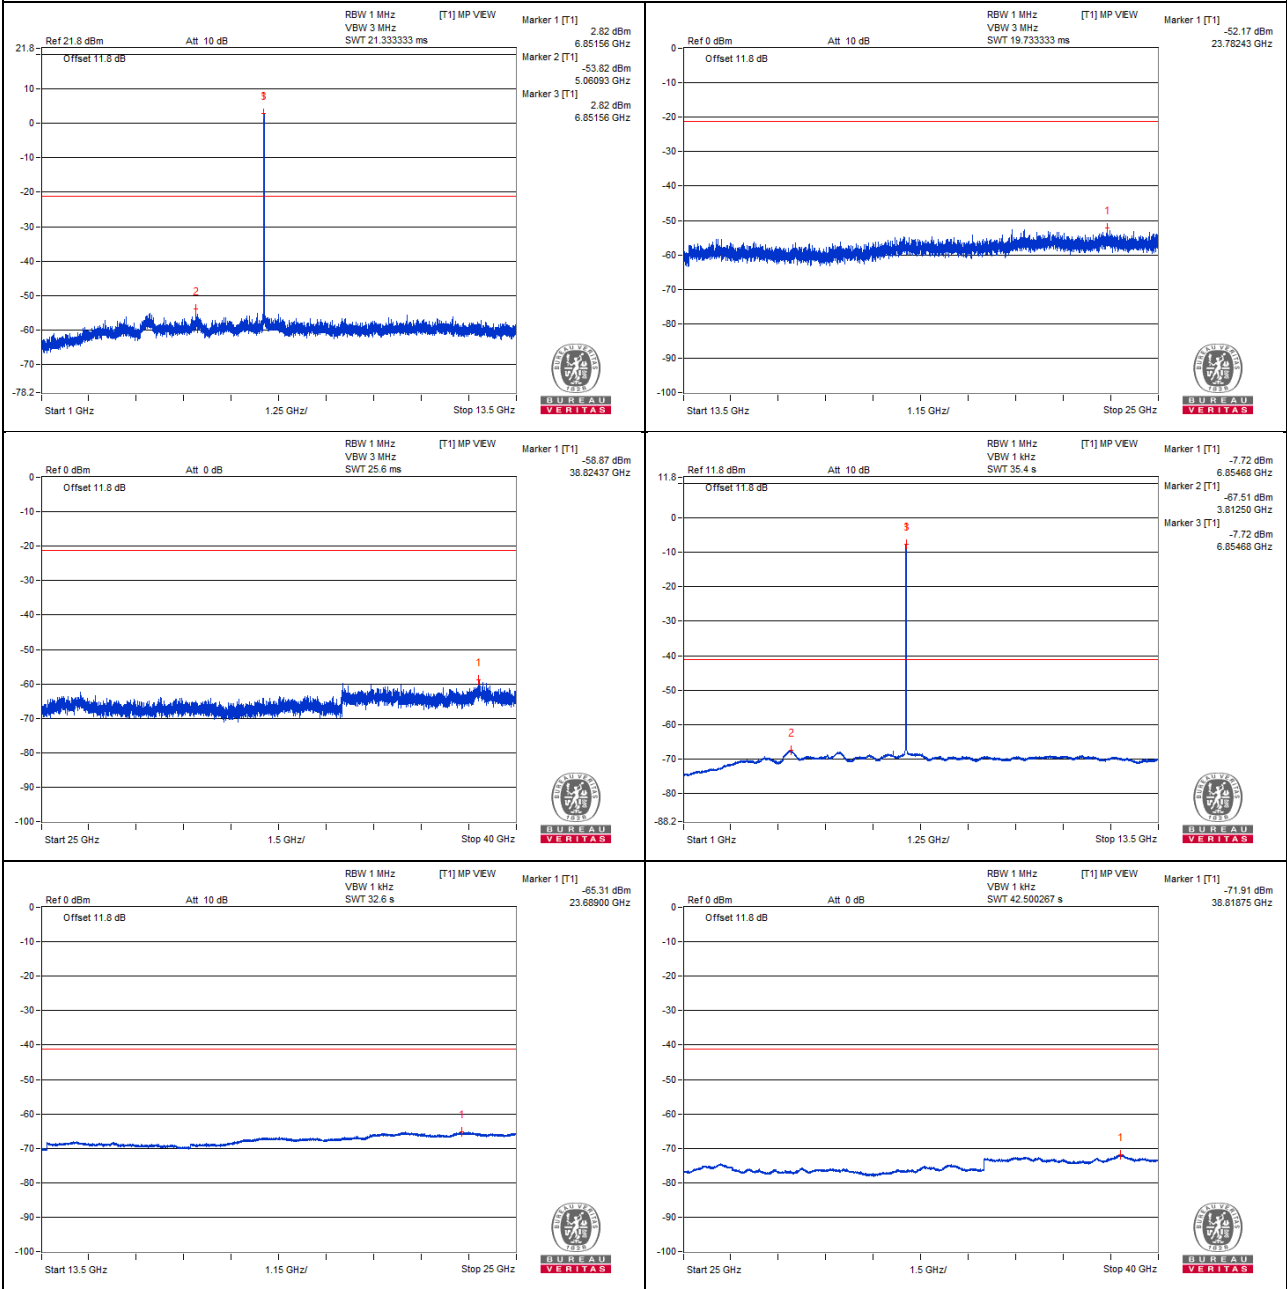 RBW 1 MHz [T1] MP VIEW
VBW 3 MHz
Ref 21.8 dBm Att 10 dB SWT 21.333333 ms
Marker 1 [T1]
2.82 dBm
6.85156 GHz
Marker 2 [T1]
-53.82 dBm
5.06093 GHz
Marker 3 [T1]
2.82 dBm
6.85156 GHz
21.8
Offset 11.8 dB
10
0
-10
-20
-30
-40
-50
-60
-70
-78.2
2
Start 1 GHz 1.25 GHz/ Stop 13.5 GHz
BUREAU VERITAS
1828
BUREAU
VERITAS
RBW 1 MHz [T1] MP VIEW
VBW 3 MHz
Ref 0 dBm Att 10 dB SWT 19.733333 ms
Marker 1 [T1]
-52.17 dBm
23.78243 GHz
0
Offset 11.8 dB
-10
-20
-30
-40
-50
-60
-70
-80
-90
-100
1
Start 13.5 GHz 1.15 GHz/ Stop 25 GHz
BUREAU VERITAS
1828
BUREAU
VERITAS
RBW 1 MHz [T1] MP VIEW
VBW 3 MHz
Ref 0 dBm Att 0 dB SWT 25.6 ms
Marker 1 [T1]
-58.87 dBm
38.82437 GHz
0
Offset 11.8 dB
-10
-20
-30
-40
-50
-60
-70
-80
-90
-100
1
Start 25 GHz 1.5 GHz/ Stop 40 GHz
BUREAU VERITAS
1828
BUREAU
VERITAS
RBW 1 MHz [T1] MP VIEW
VBW 1 kHz
Ref 11.8 dBm Att 10 dB SWT 35.4 s
Marker 1 [T1]
-7.72 dBm
6.85468 GHz
Marker 2 [T1]
-67.51 dBm
3.81250 GHz
Marker 3 [T1]
-7.72 dBm
6.85468 GHz
11.8
Offset 11.8 dB
0
-10
-20
-30
-40
-50
-60
-70
-80
-88.2
2
Start 1 GHz 1.25 GHz/ Stop 13.5 GHz
BUREAU VERITAS
1828
BUREAU
VERITAS
RBW 1 MHz [T1] MP VIEW
VBW 1 kHz
Ref 0 dBm Att 10 dB SWT 32.6 s
Marker 1 [T1]
-65.31 dBm
23.68900 GHz
0
Offset 11.8 dB
-10
-20
-30
-40
-50
-60
-70
-80
-90
-100
1
Start 13.5 GHz 1.15 GHz/ Stop 25 GHz
BUREAU VERITAS
1828
BUREAU
VERITAS
RBW 1 MHz [T1] MP VIEW
VBW 1 kHz
Ref 0 dBm Att 0 dB SWT 42.500267 s
Marker 1 [T1]
-71.91 dBm
38.81875 GHz
0
Offset 11.8 dB
-10
-20
-30
-40
-50
-60
-70
-80
-90
-100
1
Start 25 GHz 1.5 GHz/ Stop 40 GHz
BUREAU VERITAS
1828
BUREAU
VERITAS